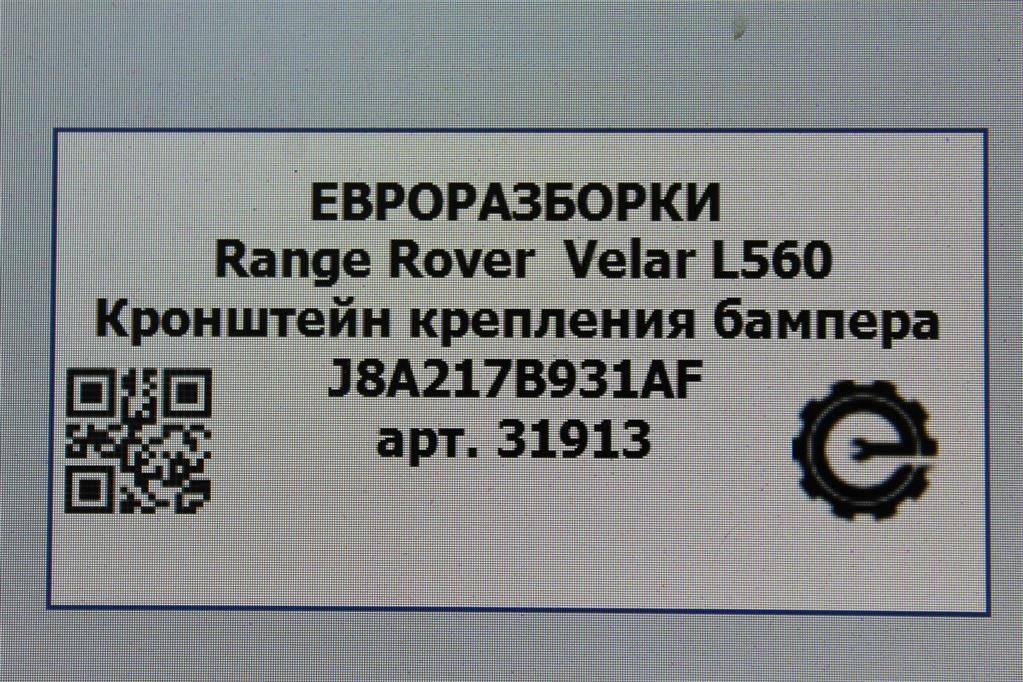 ЕВРОРАЗБОРКИ
Range Rover Velar L560
Кронштейн крепления бампера
J8A217B931AF
арт. 31913